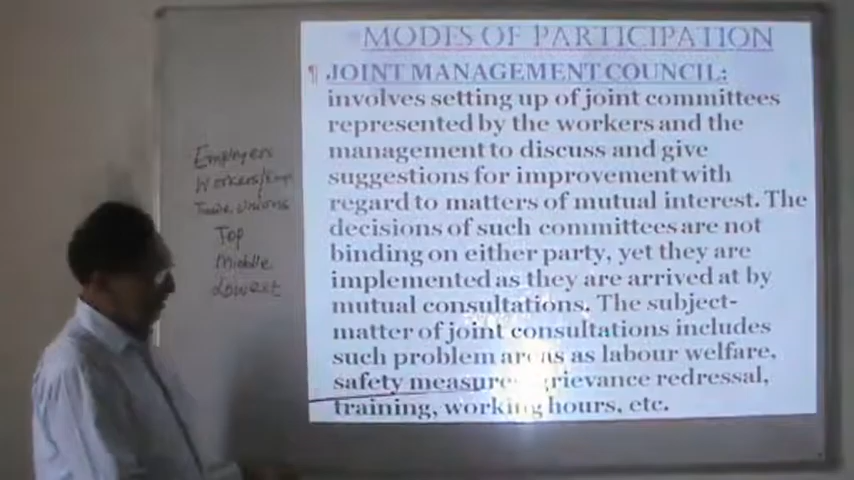 MODES OF PARTICIPATION
¶ JOINT MANAGEMENT COUNCIL:
involves setting up of joint committees
represented by the workers and the
management to discuss and give
suggestions for improvement with
regard to matters of mutual interest. The
decisions of such committees are not
binding on either party, yet they are
implemented as they are arrived at by
mutual consultations. The subject-
matter of joint consultations includes
such problem areas as labour welfare,
safety measure grievance redressal,
training, working hours, etc.
Employers
Workers/Emp
Trade Unions
Top
Middle
Lowest